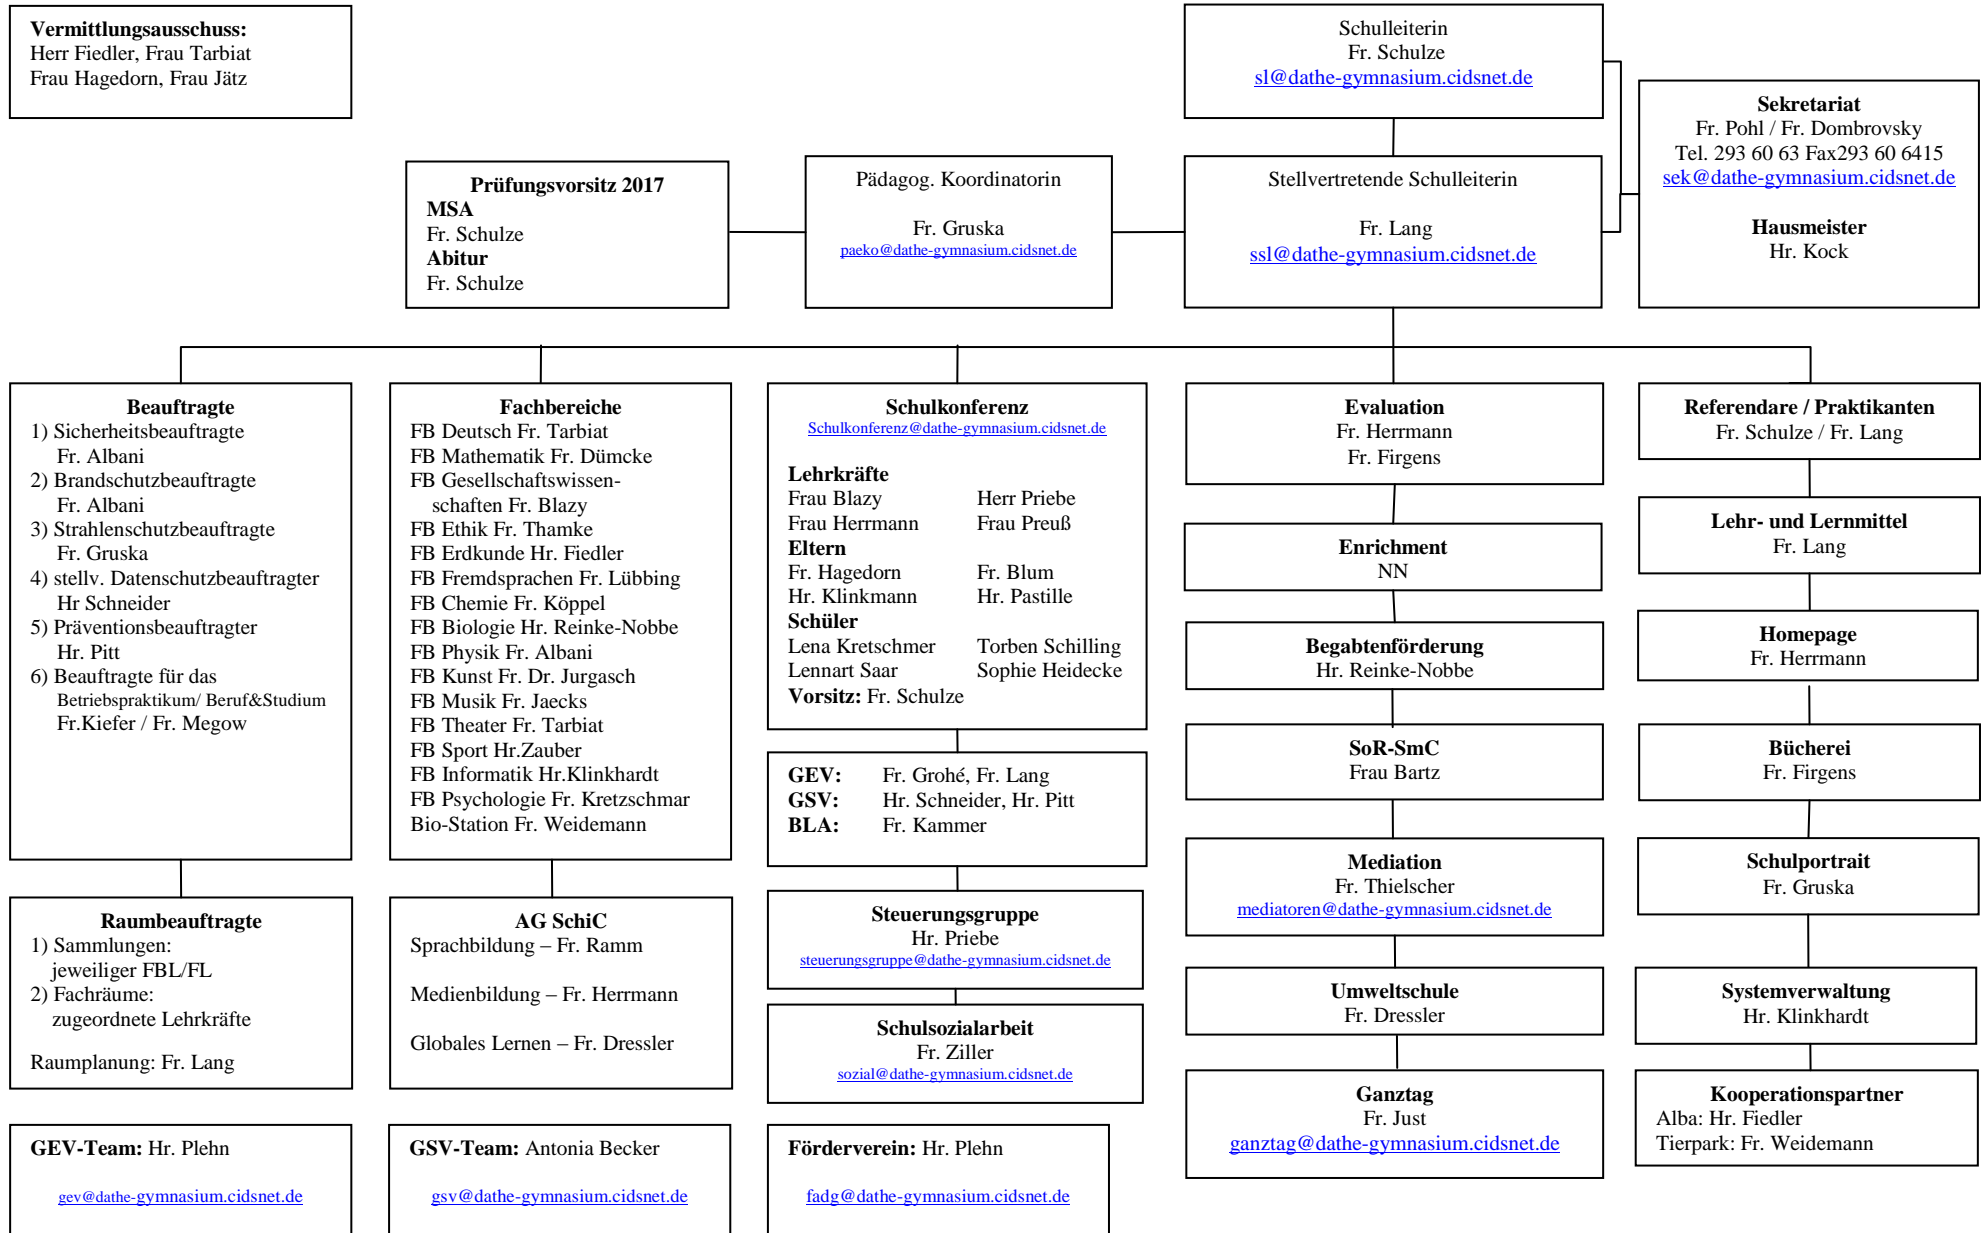 Vermittlungsausschuss:
Herr Fiedler, Frau Tarbiat
Frau Hagedorn, Frau Jätz
Schulleiterin
Fr. Schulze
sl@dathe-gymnasium.cidsnet.de
Sekretariat
Fr. Pohl / Fr. Dombrovsky
Tel. 293 60 63 Fax293 60 6415
sek@dathe-gymnasium.cidsnet.de
Hausmeister
Hr. Kock
Prüfungsvorsitz 2017
MSA
Fr. Schulze
Abitur
Fr. Schulze
Pädagog. Koordinatorin
Fr. Gruska
paeko@dathe-gymnasium.cidsnet.de
Stellvertretende Schulleiterin
Fr. Lang
ssl@dathe-gymnasium.cidsnet.de
Beauftragte
1) Sicherheitsbeauftragte
Fr. Albani
2) Brandschutzbeauftragte
Fr. Albani
3) Strahlenschutzbeauftragte
Fr. Gruska
4) stellv. Datenschutzbeauftragter
Hr Schneider
5) Präventionsbeauftragter
Hr. Pitt
6) Beauftragte für das
Betriebspraktikum/ Beruf&Studium
Fr.Kiefer / Fr. Megow
Fachbereiche
FB Deutsch Fr. Tarbiat
FB Mathematik Fr. Dümcke
FB Gesellschaftswissen-
schaften Fr. Blazy
FB Ethik Fr. Thamke
FB Erdkunde Hr. Fiedler
FB Fremdsprachen Fr. Lübbing
FB Chemie Fr. Köppel
FB Biologie Hr. Reinke-Nobbe
FB Physik Fr. Albani
FB Kunst Fr. Dr. Jurgasch
FB Musik Fr. Jaecks
FB Theater Fr. Tarbiat
FB Sport Hr.Zauber
FB Informatik Hr.Klinkhardt
FB Psychologie Fr. Kretzschmar
Bio-Station Fr. Weidemann
Schulkonferenz
Schulkonferenz@dathe-gymnasium.cidsnet.de
Lehrkräfte
Frau Blazy Herr Priebe
Frau Herrmann Frau Preuß
Eltern
Fr. Hagedorn Fr. Blum
Hr. Klinkmann Hr. Pastille
Schüler
Lena Kretschmer Torben Schilling
Lennart Saar Sophie Heidecke
Vorsitz: Fr. Schulze
Evaluation
Fr. Herrmann
Fr. Firgens
Referendare / Praktikanten
Fr. Schulze / Fr. Lang
Enrichment
NN
Lehr- und Lernmittel
Fr. Lang
Begabtenförderung
Hr. Reinke-Nobbe
Homepage
Fr. Herrmann
GEV: Fr. Grohé, Fr. Lang
GSV: Hr. Schneider, Hr. Pitt
BLA: Fr. Kammer
SoR-SmC
Frau Bartz
Bücherei
Fr. Firgens
Mediation
Fr. Thielscher
mediatoren@dathe-gymnasium.cidsnet.de
Schulportrait
Fr. Gruska
Raumbeauftragte
1) Sammlungen:
jeweiliger FBL/FL
2) Fachräume:
zugeordnete Lehrkräfte
Raumplanung: Fr. Lang
AG SchiC
Sprachbildung – Fr. Ramm
Medienbildung – Fr. Herrmann
Globales Lernen – Fr. Dressler
Steuerungsgruppe
Hr. Priebe
steuerungsgruppe@dathe-gymnasium.cidsnet.de
Umweltschule
Fr. Dressler
Systemverwaltung
Hr. Klinkhardt
Schulsozialarbeit
Fr. Ziller
sozial@dathe-gymnasium.cidsnet.de
Ganztag
Fr. Just
ganztag@dathe-gymnasium.cidsnet.de
Kooperationspartner
Alba: Hr. Fiedler
Tierpark: Fr. Weidemann
GEV-Team: Hr. Plehn
gev@dathe-gymnasium.cidsnet.de
GSV-Team: Antonia Becker
gsv@dathe-gymnasium.cidsnet.de
Förderverein: Hr. Plehn
fadg@dathe-gymnasium.cidsnet.de